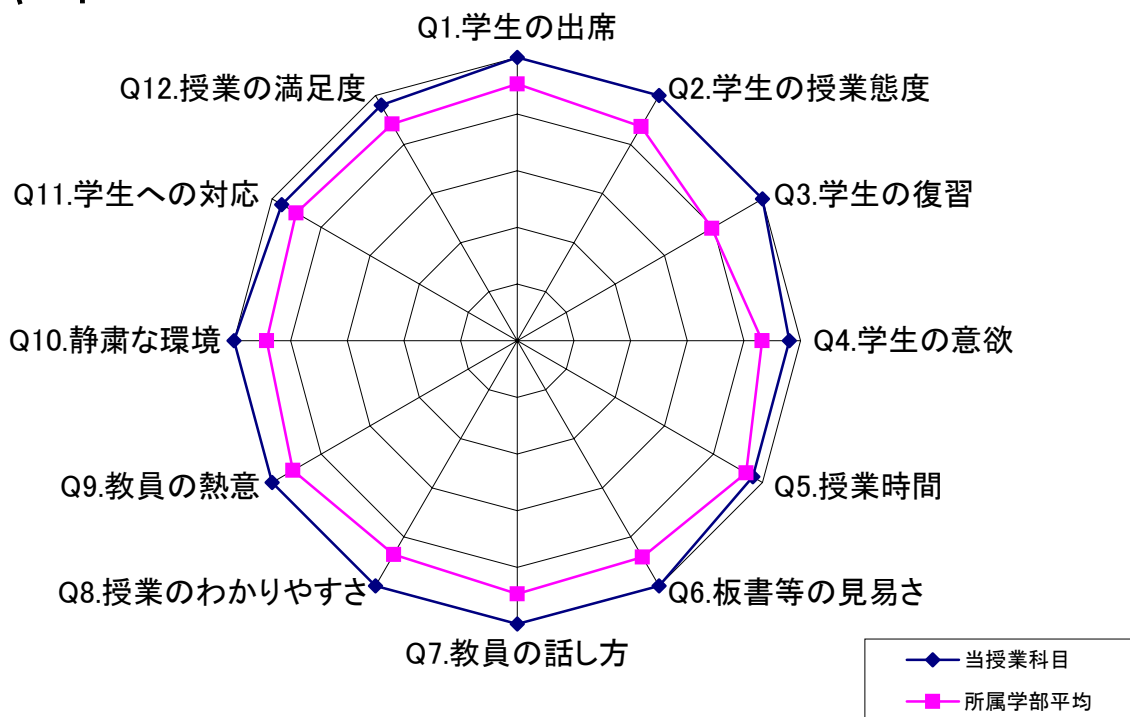 Q1.学生の出席
Q2.学生の授業態度
Q3.学生の復習
Q4.学生の意欲
Q5.授業時間
Q6.板書等の見易さ
Q7.教員の話し方
Q8.授業のわかりやすさ
Q9.教員の熱意
Q10.静粛な環境
Q11.学生への対応
Q12.授業の満足度
当授業科目
所属学部平均